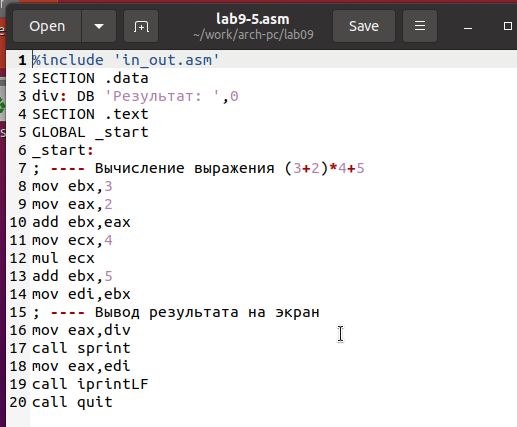 Open
lab9-5.asm
~/work/arch-pc/lab09
Save
1 %include 'in_out.asm'
2 SECTION .data
3 div: DB 'Результат: ',0
4 SECTION .text
5 GLOBAL _start
6 _start:
7 ; ---- Вычисление выражения (3+2)*4+5
8 mov ebx,3
9 mov eax,2
10 add ebx,eax
11 mov ecx,4
12 mul ecx
13 add ebx,5
14 mov edi,ebx
15 ; ---- Вывод результата на экран
16 mov eax,div
17 call sprint
18 mov eax,edi
19 call iprintLF
20 call quit